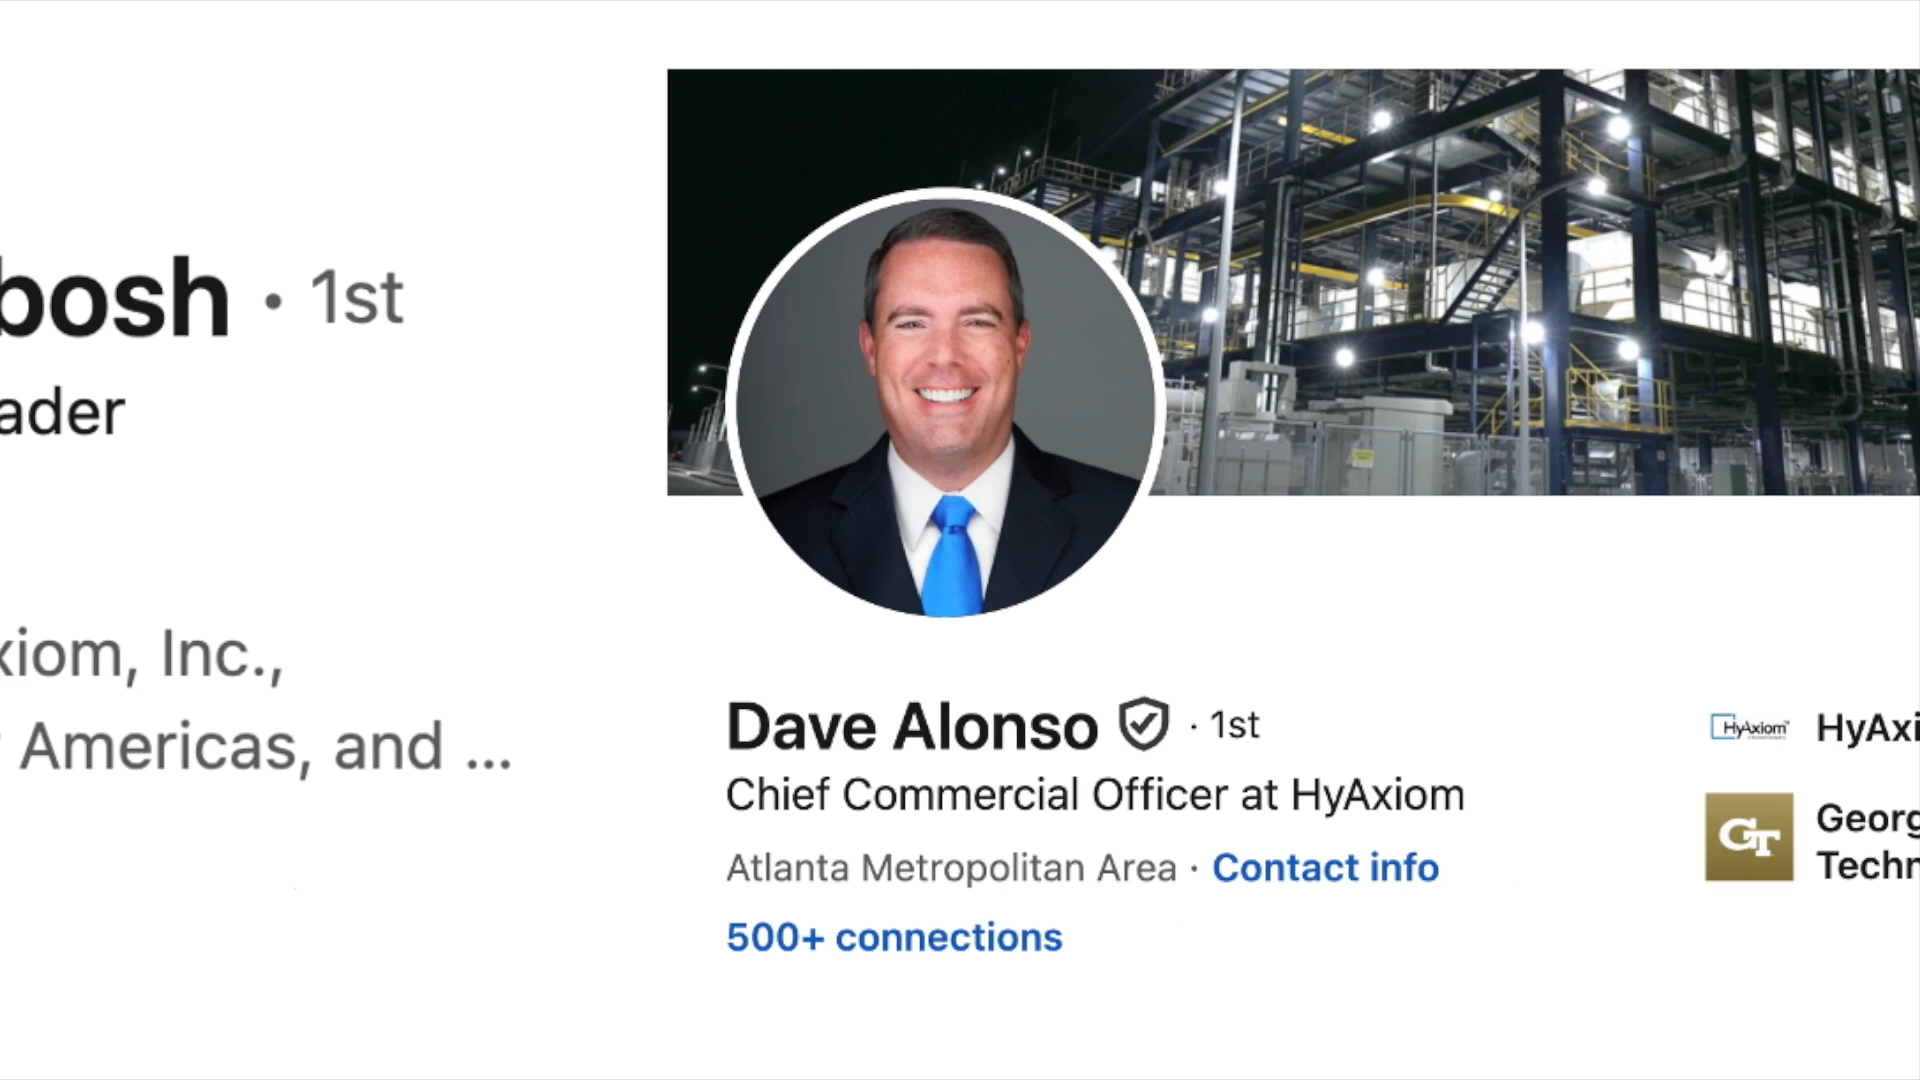 bosh · 1st
ader
xiom, Inc.,
r Americas, and ...
Dave Alonso · 1st
Chief Commercial Officer at HyAxiom
Atlanta Metropolitan Area · Contact info
500+ connections
HyAxiom HyAxi
GT Georg
Techn